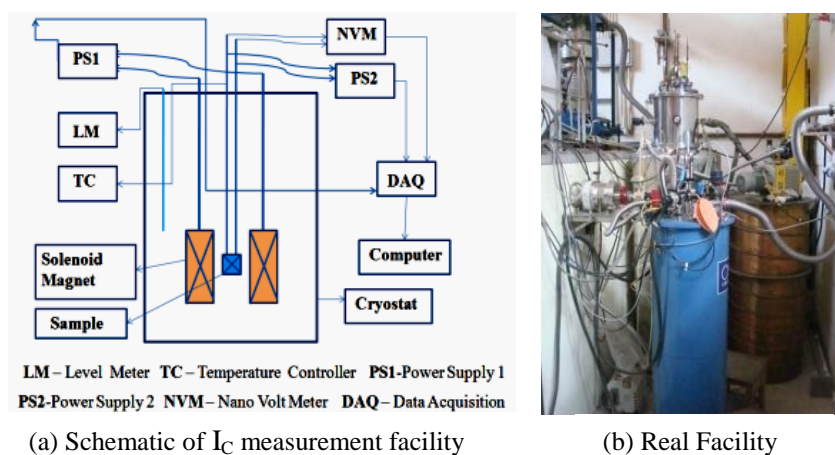 NVM
PS1
PS2
LM
TC
DAQ
Solenoid
Magnet
Computer
Sample
Cryostat
LM – Level Meter TC – Temperature Controller PS1-Power Supply 1
PS2-Power Supply 2 NVM – Nano Volt Meter DAQ – Data Acquisition
(a) Schematic of I_C measurement facility
(b) Real Facility